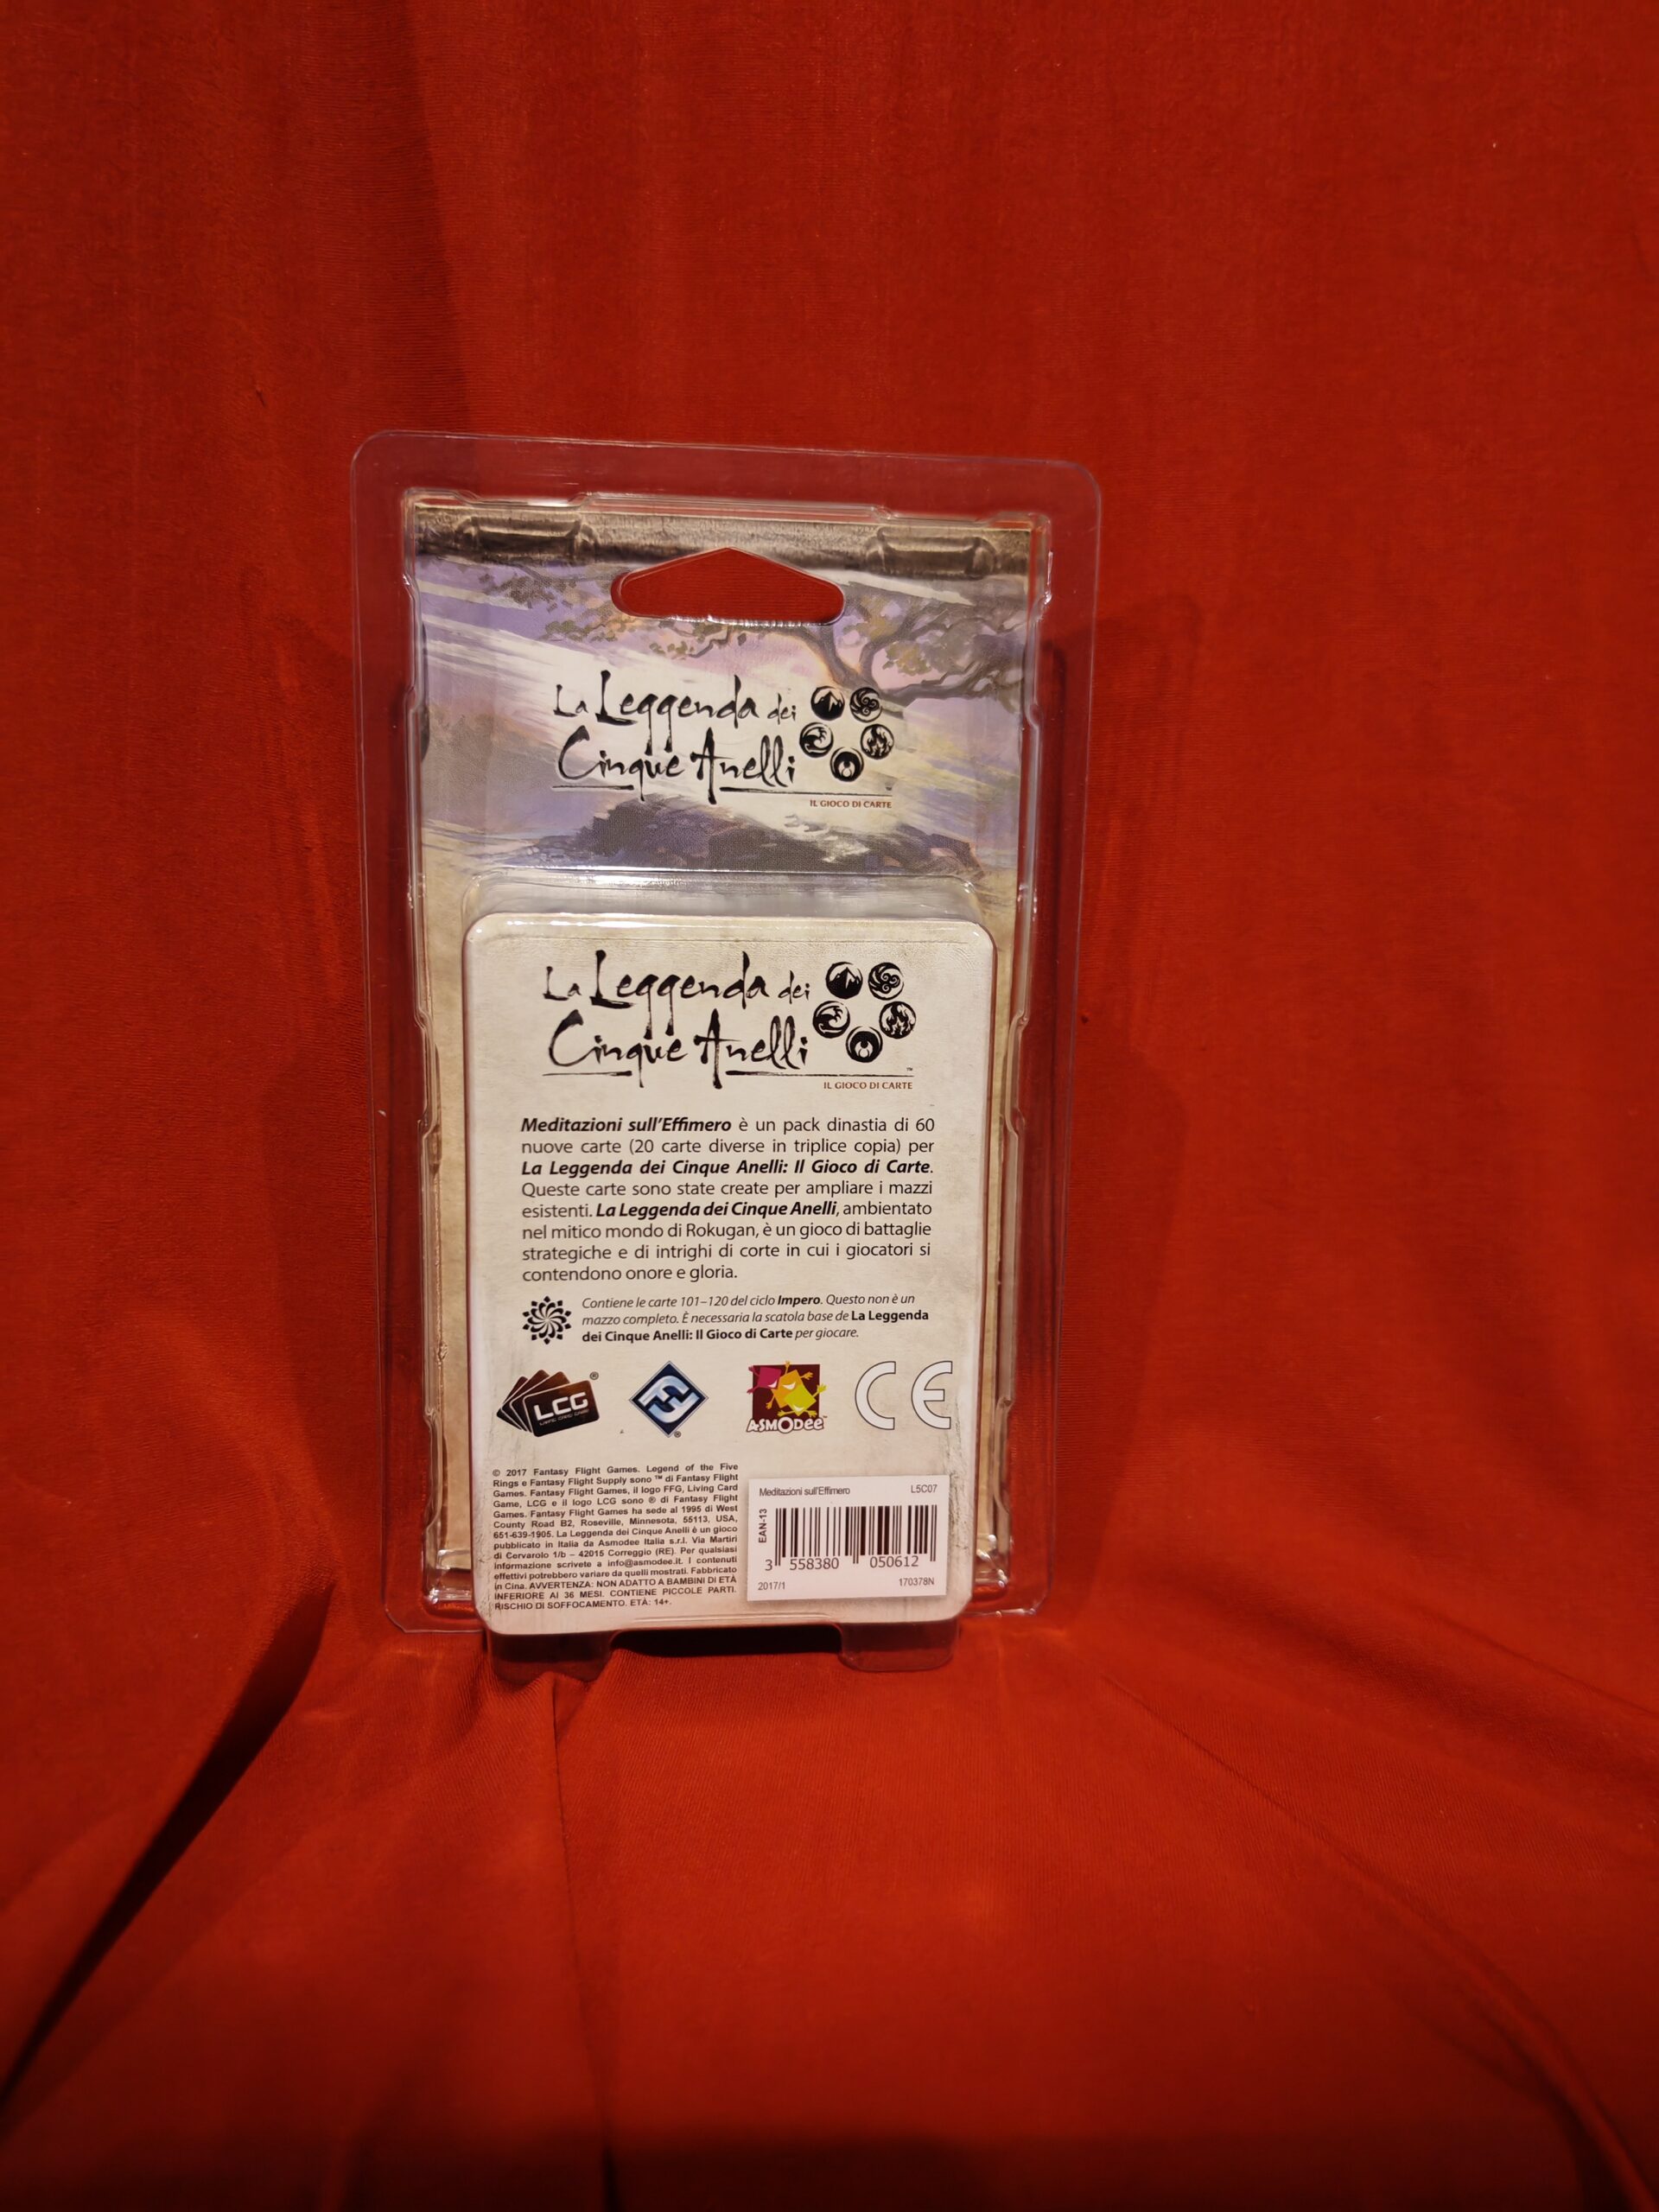 La Leggenda dei
Cinque Anelli
IL GIOCO DI CARTE
La Leggenda dei
Cinque Anelli
™
IL GIOCO DI CARTE
Meditazioni sull'Effimero è un pack dinastia di 60
nuove carte (20 carte diverse in triplice copia) per
La Leggenda dei Cinque Anelli: Il Gioco di Carte.
Queste carte sono state create per ampliare i mazzi
esistenti. La Leggenda dei Cinque Anelli, ambientato
nel mitico mondo di Rokugan, è un gioco di battaglie
strategiche e di intrighi di corte in cui i giocatori si
contendono onore e gloria.
Contiene le carte 101–120 del ciclo Impero. Questo non è un
mazzo completo. È necessaria la scatola base de La Leggenda
dei Cinque Anelli: Il Gioco di Carte per giocare.
LCG ®
ASMODEE
CE
© 2017 Fantasy Flight Games. Legend of the Five
Rings e Fantasy Flight Supply sono ™ di Fantasy Flight
Games. Fantasy Flight Games, il logo FFG, Living Card
Game, LCG e il logo LCG sono ® di Fantasy Flight
Games. Fantasy Flight Games ha sede al 1995 di West
County Road B2, Roseville, Minnesota, 55113, USA,
651-639-1905. La Leggenda dei Cinque Anelli è un gioco
pubblicato in Italia da Asmodee Italia s.r.l. Via Martiri
di Cervarolo 1/b – 42015 Correggio (RE). Per qualsiasi
informazione scrivete a info@asmodee.it. I contenuti
effettivi potrebbero variare da quelli mostrati. Fabbricato
in Cina. AVVERTENZA: NON ADATTO A BAMBINI DI ETÀ
INFERIORE AI 36 MESI. CONTIENE PICCOLE PARTI.
RISCHIO DI SOFFOCAMENTO. ETÀ: 14+.
Meditazioni sull'Effimero L5C07
EAN-13
3 558380 050612
2017/1 170378N